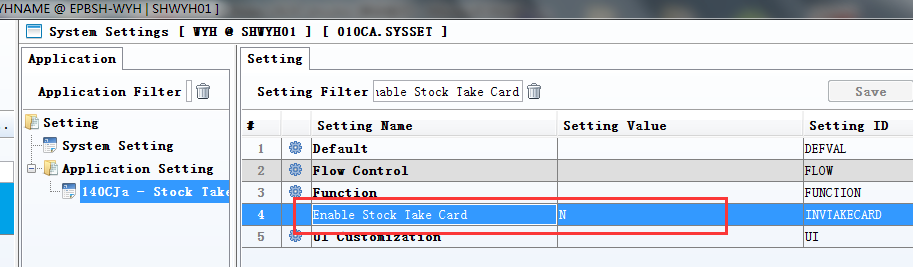 YHNAME @ EPBSH-WYH | SHWYH01 ]
System Settings [ WYH @ SHWYH01 ] [ 010CA.SYSSET ]
Application
Application Filter
Setting
System Setting
Application Setting
140CJa - Stock Take
Setting
Setting Filter nable Stock Take Card Save
# Setting Name Setting Value Setting ID
1 Default DEFVAL
2 Flow Control FLOW
3 Function FUNCTION
4 Enable Stock Take Card N INVTAKECARD
5 UI Customization UI